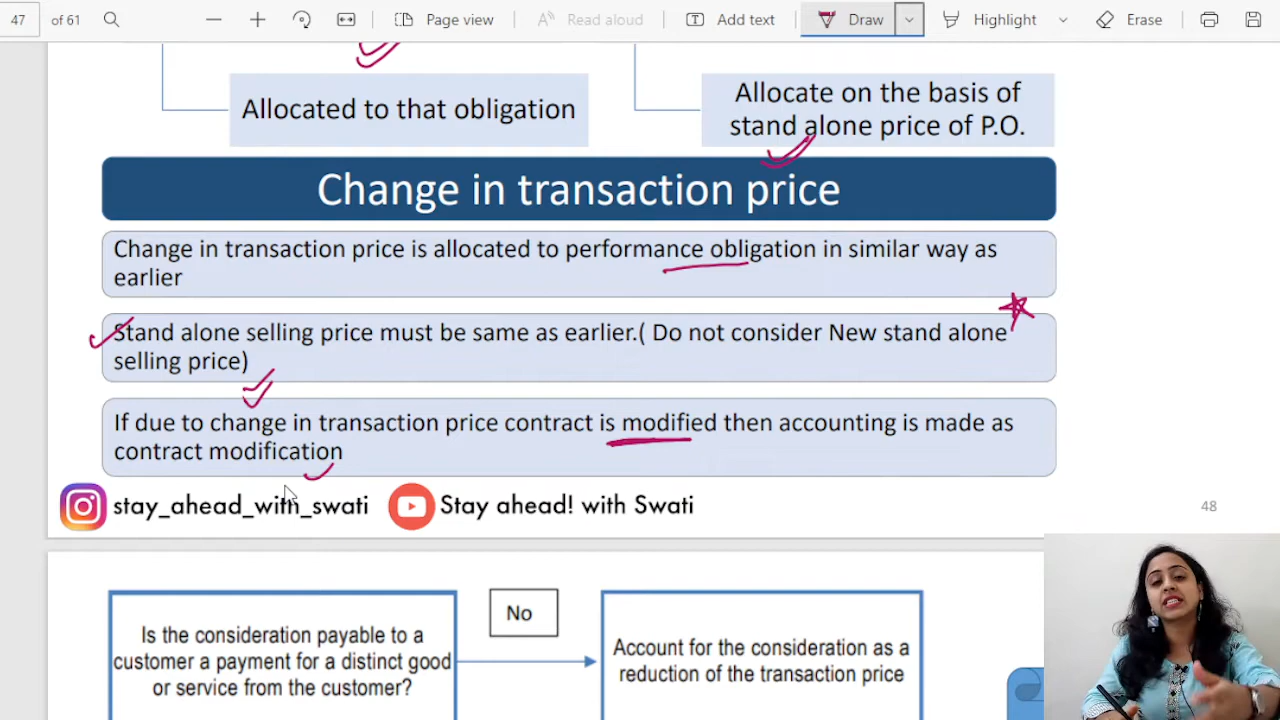 47 of 61 Page view Read aloud Add text Draw Highlight Erase
Allocated to that obligation
Allocate on the basis of
stand alone price of P.O.
Change in transaction price
Change in transaction price is allocated to performance obligation in similar way as
earlier
Stand alone selling price must be same as earlier.( Do not consider New stand alone
selling price)
If due to change in transaction price contract is modified then accounting is made as
contract modification
stay_ahead_with_swati Stay ahead! with Swati
48
Is the consideration payable to a
customer a payment for a distinct good
or service from the customer?
No
Account for the consideration as a
reduction of the transaction price